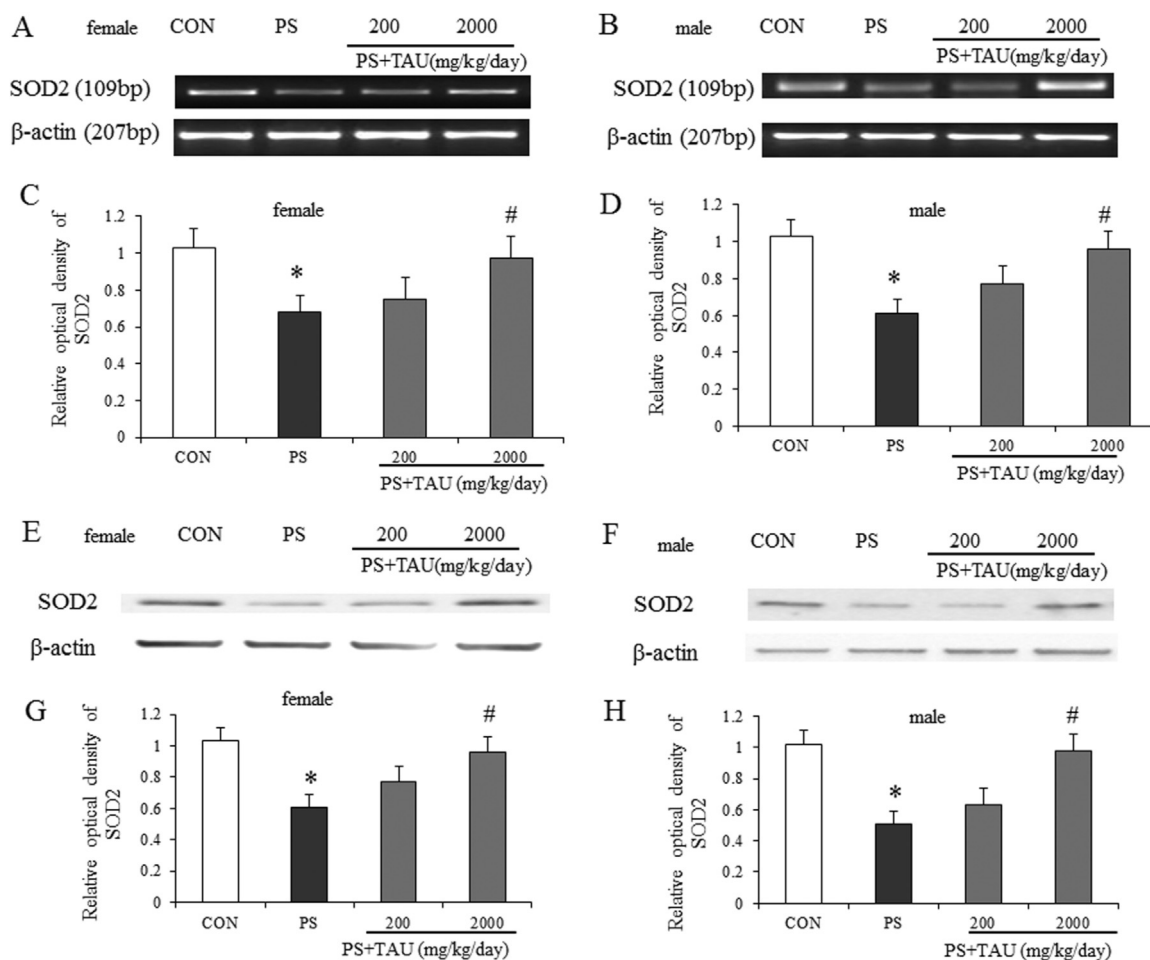 A female CON PS 200 2000
PS+TAU(mg/kg/day)
SOD2 (109bp)
β-actin (207bp)
B male CON PS 200 2000
PS+TAU(mg/kg/day)
SOD2 (109bp)
β-actin (207bp)
C
female
Relative optical density of
SOD2
1.2
1
0.8
0.6
0.4
0.2
0
*
#
CON PS 200 2000
PS+TAU (mg/kg/day)
D
male
Relative optical density of
SOD2
1.2
1
0.8
0.6
0.4
0.2
0
*
#
CON PS 200 2000
PS+TAU (mg/kg/day)
E female CON PS 200 2000
PS+TAU(mg/kg/day)
SOD2
β-actin
F male CON PS 200 2000
PS+TAU(mg/kg/day)
SOD2
β-actin
G
female
Relative optical density of
SOD2
1.2
1
0.8
0.6
0.4
0.2
0
*
#
CON PS 200 2000
PS+TAU (mg/kg/day)
H
male
Relative optical density of
SOD2
1.2
1
0.8
0.6
0.4
0.2
0
*
#
CON PS 200 2000
PS+TAU (mg/kg/day)